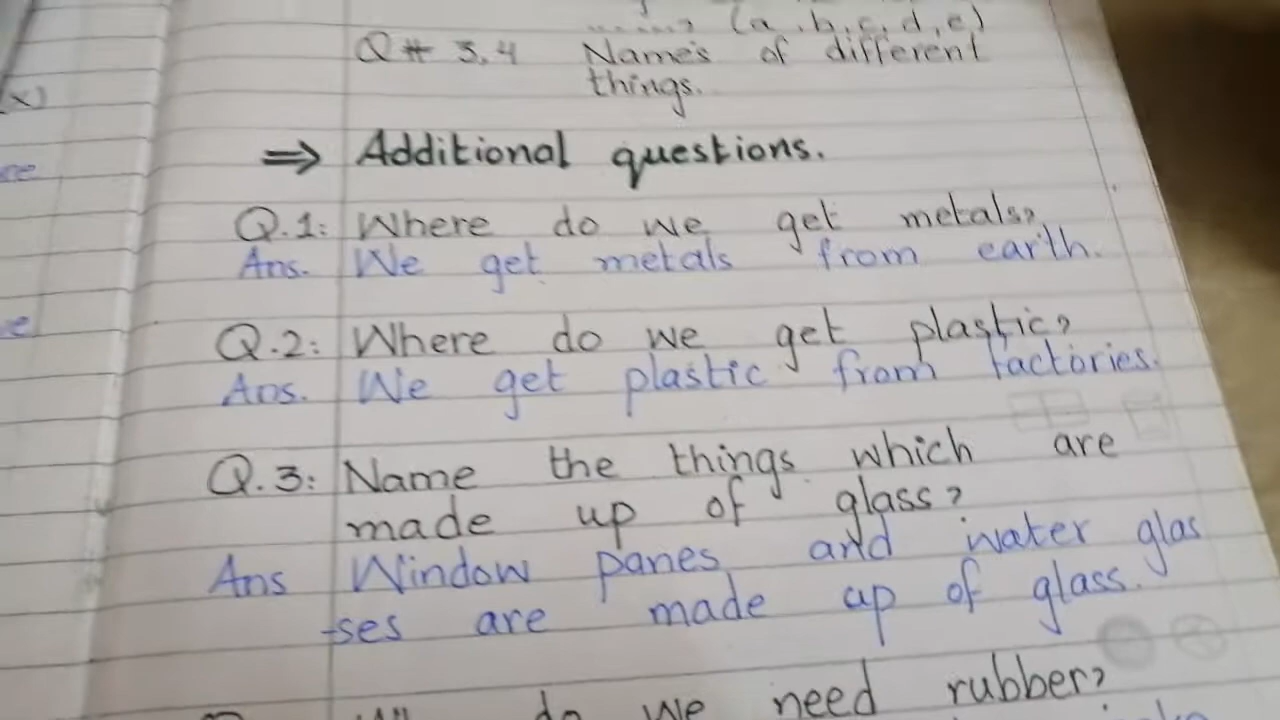 (a, b, c, d, e)
Q # 3,4 Name's of different
things.
(x)
⇒ Additional questions.
Q.1: Where do we get metals?
Ans. We get metals from earth.
Q.2: Where do we get plastic?
Ans. We get plastic from factories.
Q.3: Name the things which are
made up of glass?
Ans Window panes and water glas
-ses are made up of glass.
do we need rubber?